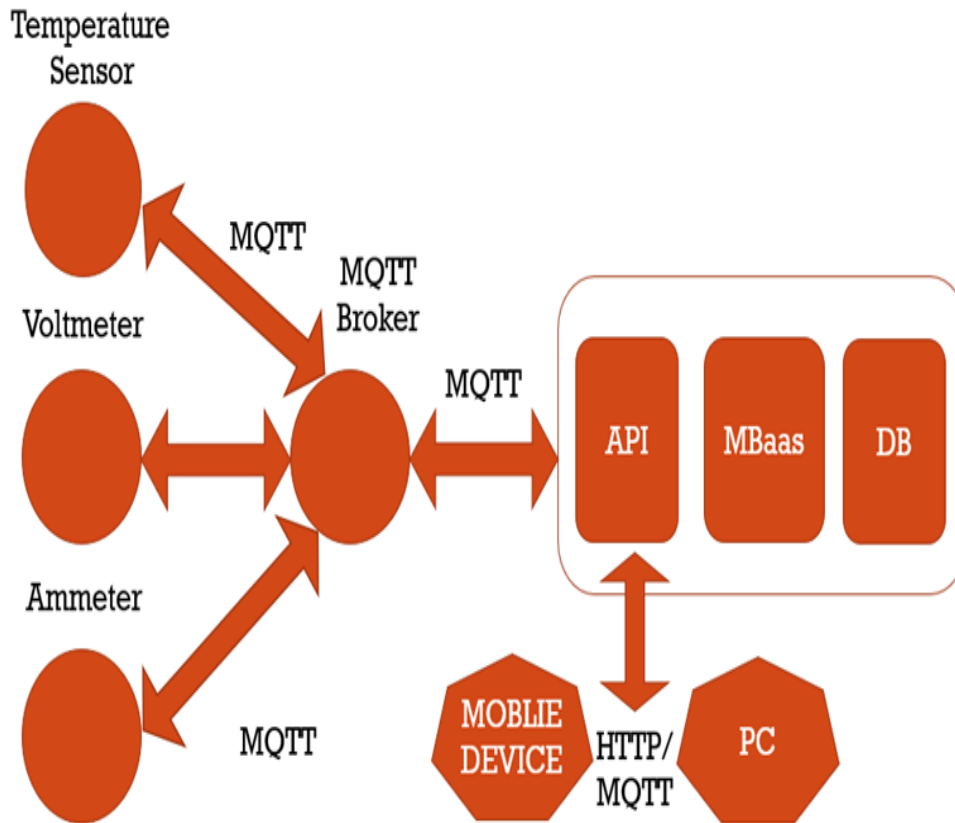 Temperature
Sensor
MQTT
MQTT
Broker
Voltmeter
MQTT
API
MBaas
DB
Ammeter
MQTT
MOBLIE
DEVICE
HTTP/
MQTT
PC